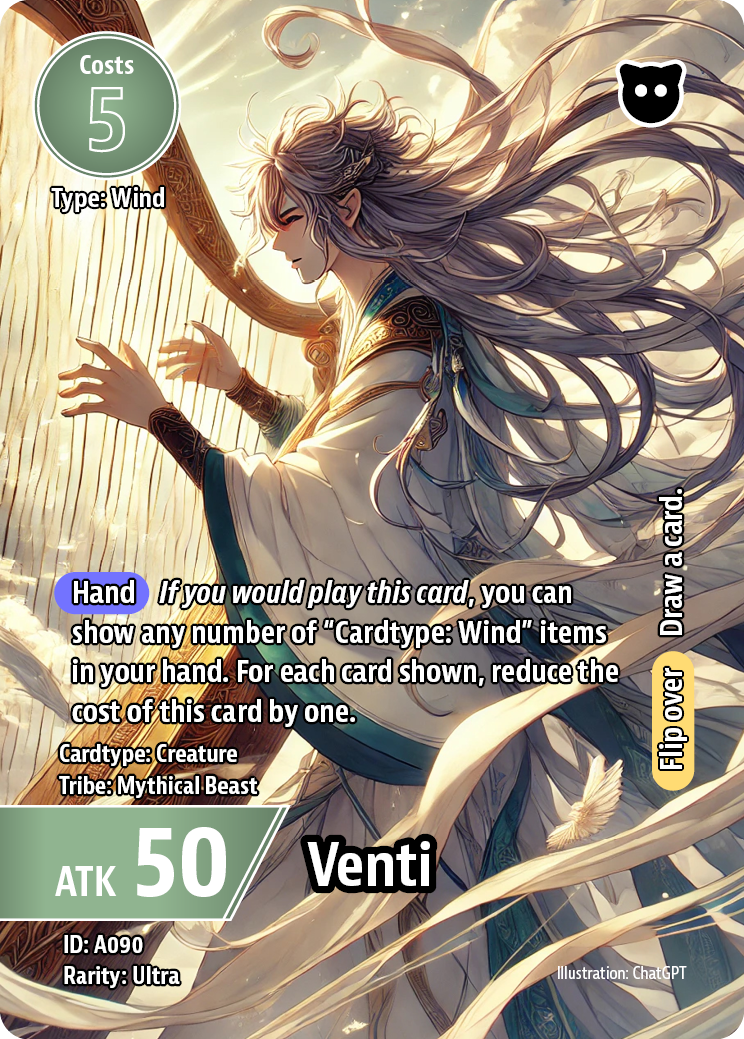 Costs
5
Type: Wind
Hand If you would play this card, you can
show any number of “Cardtype: Wind” items
in your hand. For each card shown, reduce the
cost of this card by one.
Flip over Draw a card.
Cardtype: Creature
Tribe: Mythical Beast
ATK 50
Venti
ID: A090
Rarity: Ultra
Illustration: ChatGPT